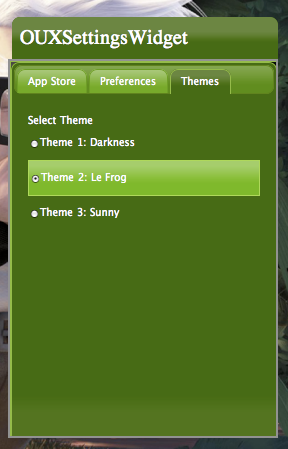 OUXSettingsWidget
App Store Preferences Themes
Select Theme
Theme 1: Darkness
Theme 2: Le Frog
Theme 3: Sunny